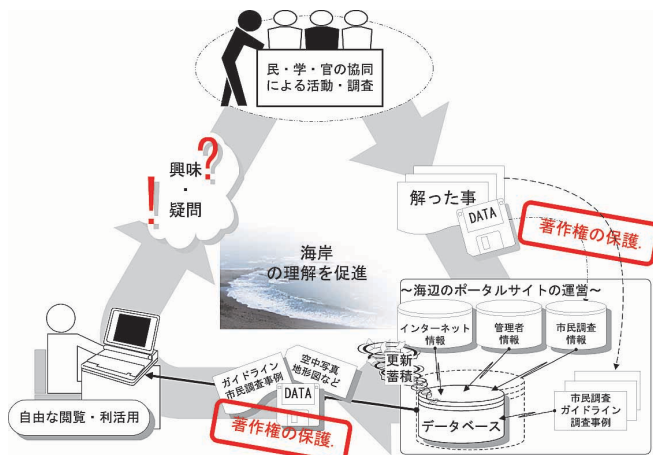 民・学・官の協同
による活動・調査
興味
・
疑問
?
!
解った事
DATA
著作権の保護.
海岸
の理解を促進
～海辺のポータルサイトの運営～
インターネット
情報
管理者
情報
市民調査
情報
更新
蓄積
空中写真
地形図など
ガイドライン
市民調査事例
DATA
著作権の保護.
データベース
市民調査
ガイドライン
調査事例
自由な閲覧・利活用